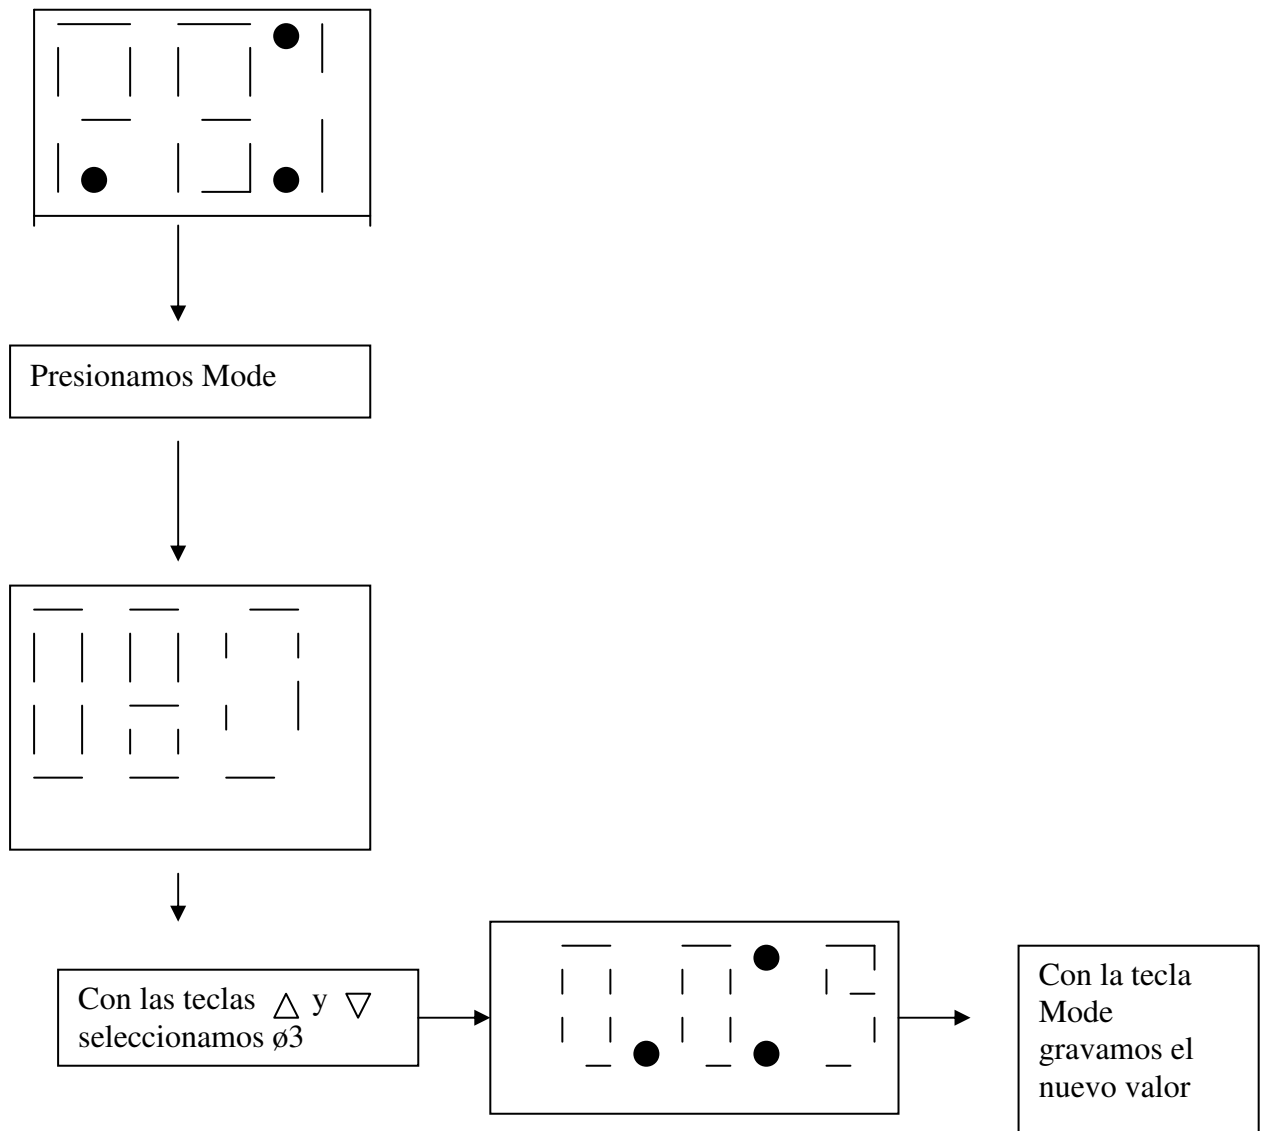 Presionamos Mode
Con las teclas △ y ▽
seleccionamos ø3
Con la tecla
Mode
gravamos el
nuevo valor